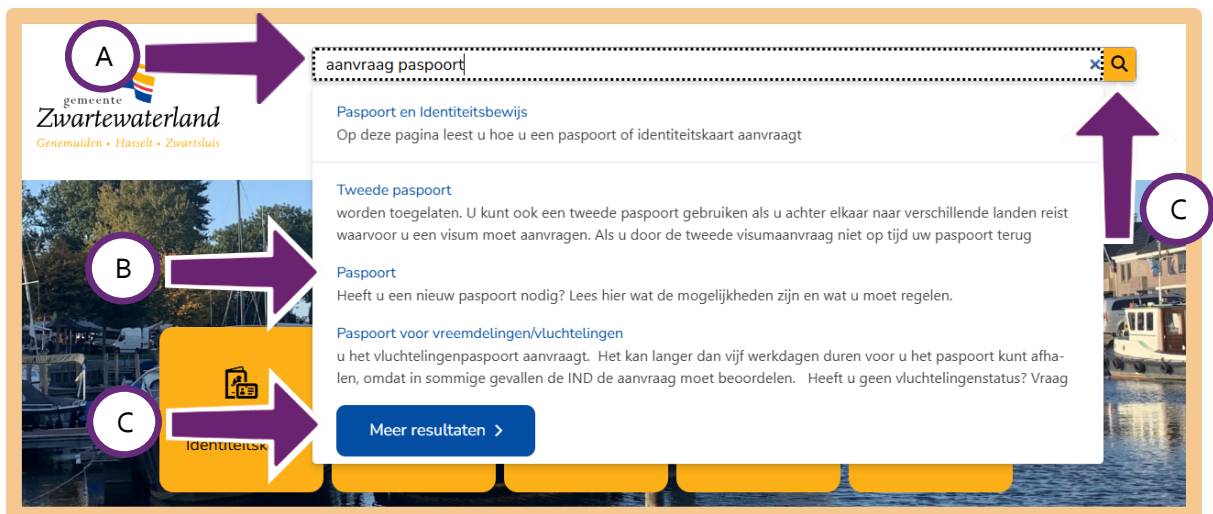 A
aanvraag paspoort
gemeente
Zwartewaterland
Genemuiden • Hasselt • Zwartsluis
Paspoort en Identiteitsbewijs
Op deze pagina leest u hoe u een paspoort of identiteitskaart aanvraagt
Tweede paspoort
worden toegelaten. U kunt ook een tweede paspoort gebruiken als u achter elkaar naar verschillende landen reist
waarvoor u een visum moet aanvragen. Als u door de tweede visumaanvraag niet op tijd uw paspoort terug
C
B
Paspoort
Heeft u een nieuw paspoort nodig? Lees hier wat de mogelijkheden zijn en wat u moet regelen.
Paspoort voor vreemdelingen/vluchtelingen
u het vluchtelingenpaspoort aanvraagt. Het kan langer dan vijf werkdagen duren voor u het paspoort kunt afha-
len, omdat in sommige gevallen de IND de aanvraag moet beoordelen. Heeft u geen vluchtelingenstatus? Vraag
C
Meer resultaten